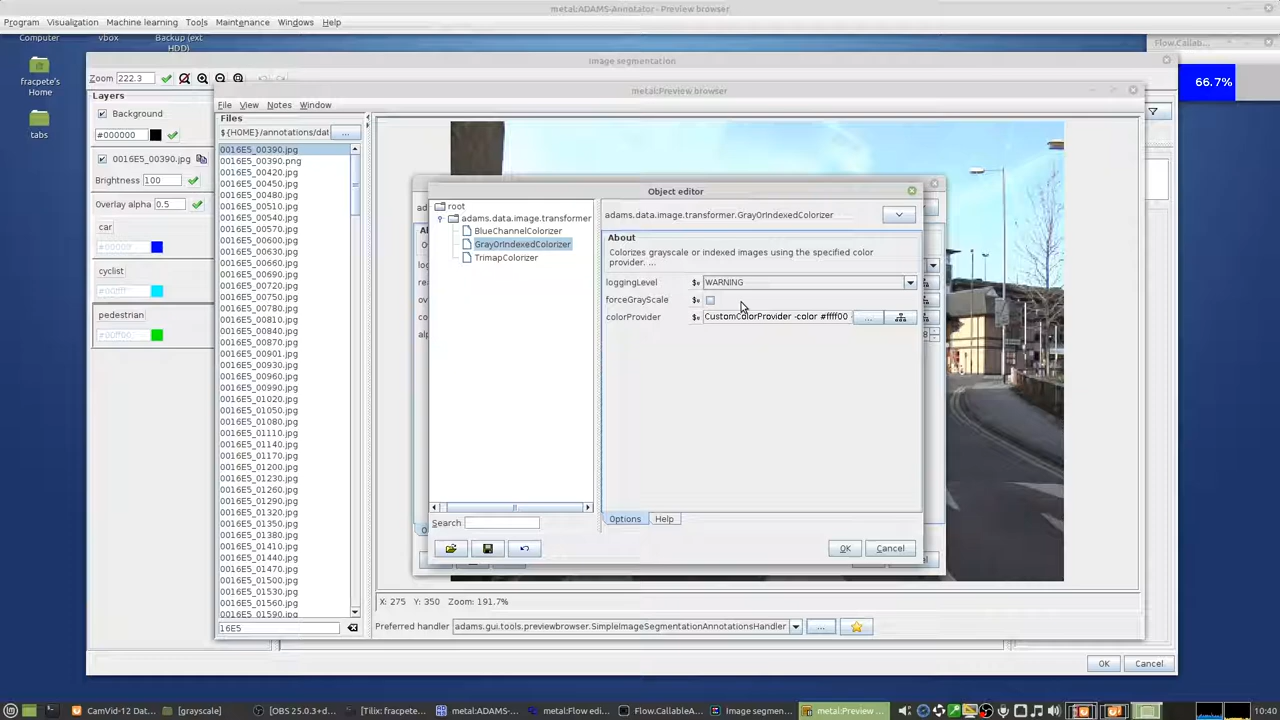 metal:ADAMS-Annotator - Preview browser
Program Visualization Machine learning Tools Maintenance Windows Help
Computer vbox Backup (ext HDD)
Flow.Callab...
Image segmentation
fracpete's Home
tabs
66.7%
Zoom 222.3
Layers
Background
#000000
0016E5_00390.jpg
Brightness 100
Overlay alpha 0.5
car
#0000ff
cyclist
pedestrian
#00ff00
metal:Preview browser
File View Notes Window
Files
${HOME}/annotations/dat ...
0016E5_00390.jpg
0016E5_00390.png
0016E5_00420.jpg
0016E5_00450.jpg
0016E5_00480.jpg
0016E5_00510.jpg
0016E5_00540.jpg
0016E5_00570.jpg
0016E5_00600.jpg
0016E5_00630.jpg
0016E5_00660.jpg
0016E5_00690.jpg
0016E5_00720.jpg
0016E5_00750.jpg
0016E5_00780.jpg
0016E5_00810.jpg
0016E5_00840.jpg
0016E5_00870.jpg
0016E5_00901.jpg
0016E5_00930.jpg
0016E5_00960.jpg
0016E5_00990.jpg
0016E5_01020.jpg
0016E5_01050.jpg
0016E5_01080.jpg
0016E5_01110.jpg
0016E5_01140.jpg
0016E5_01170.jpg
0016E5_01200.jpg
0016E5_01230.jpg
0016E5_01260.jpg
0016E5_01290.jpg
0016E5_01320.jpg
0016E5_01350.jpg
0016E5_01380.jpg
0016E5_01410.jpg
0016E5_01440.jpg
0016E5_01470.jpg
0016E5_01500.jpg
0016E5_01530.jpg
0016E5_01560.jpg
0016E5_01590.jpg
16E5
Object editor
root
adams.data.image.transformer
BlueChannelColorizer
GrayOrIndexedColorizer
TrimapColorizer
Search
adams.data.image.transformer.GrayOrIndexedColorizer
About
Colorizes grayscale or indexed images using the specified color
provider. ...
loggingLevel WARNING
forceGrayScale
colorProvider CustomColorProvider -color #ffff00 ...
Options Help
OK Cancel
X: 275 Y: 350 Zoom: 191.7%
Preferred handler adams.gui.tools.previewbrowser.SimpleImageSegmentationAnnotationsHandler ...
OK Cancel
CamVid-12 Dat... [grayscale] [OBS 25.0.3+d... [Tilix: fracpete... metal:ADAMS-... metal:Flow edi... Flow.CallableA... Image segmen... metal:Preview ... 10:40